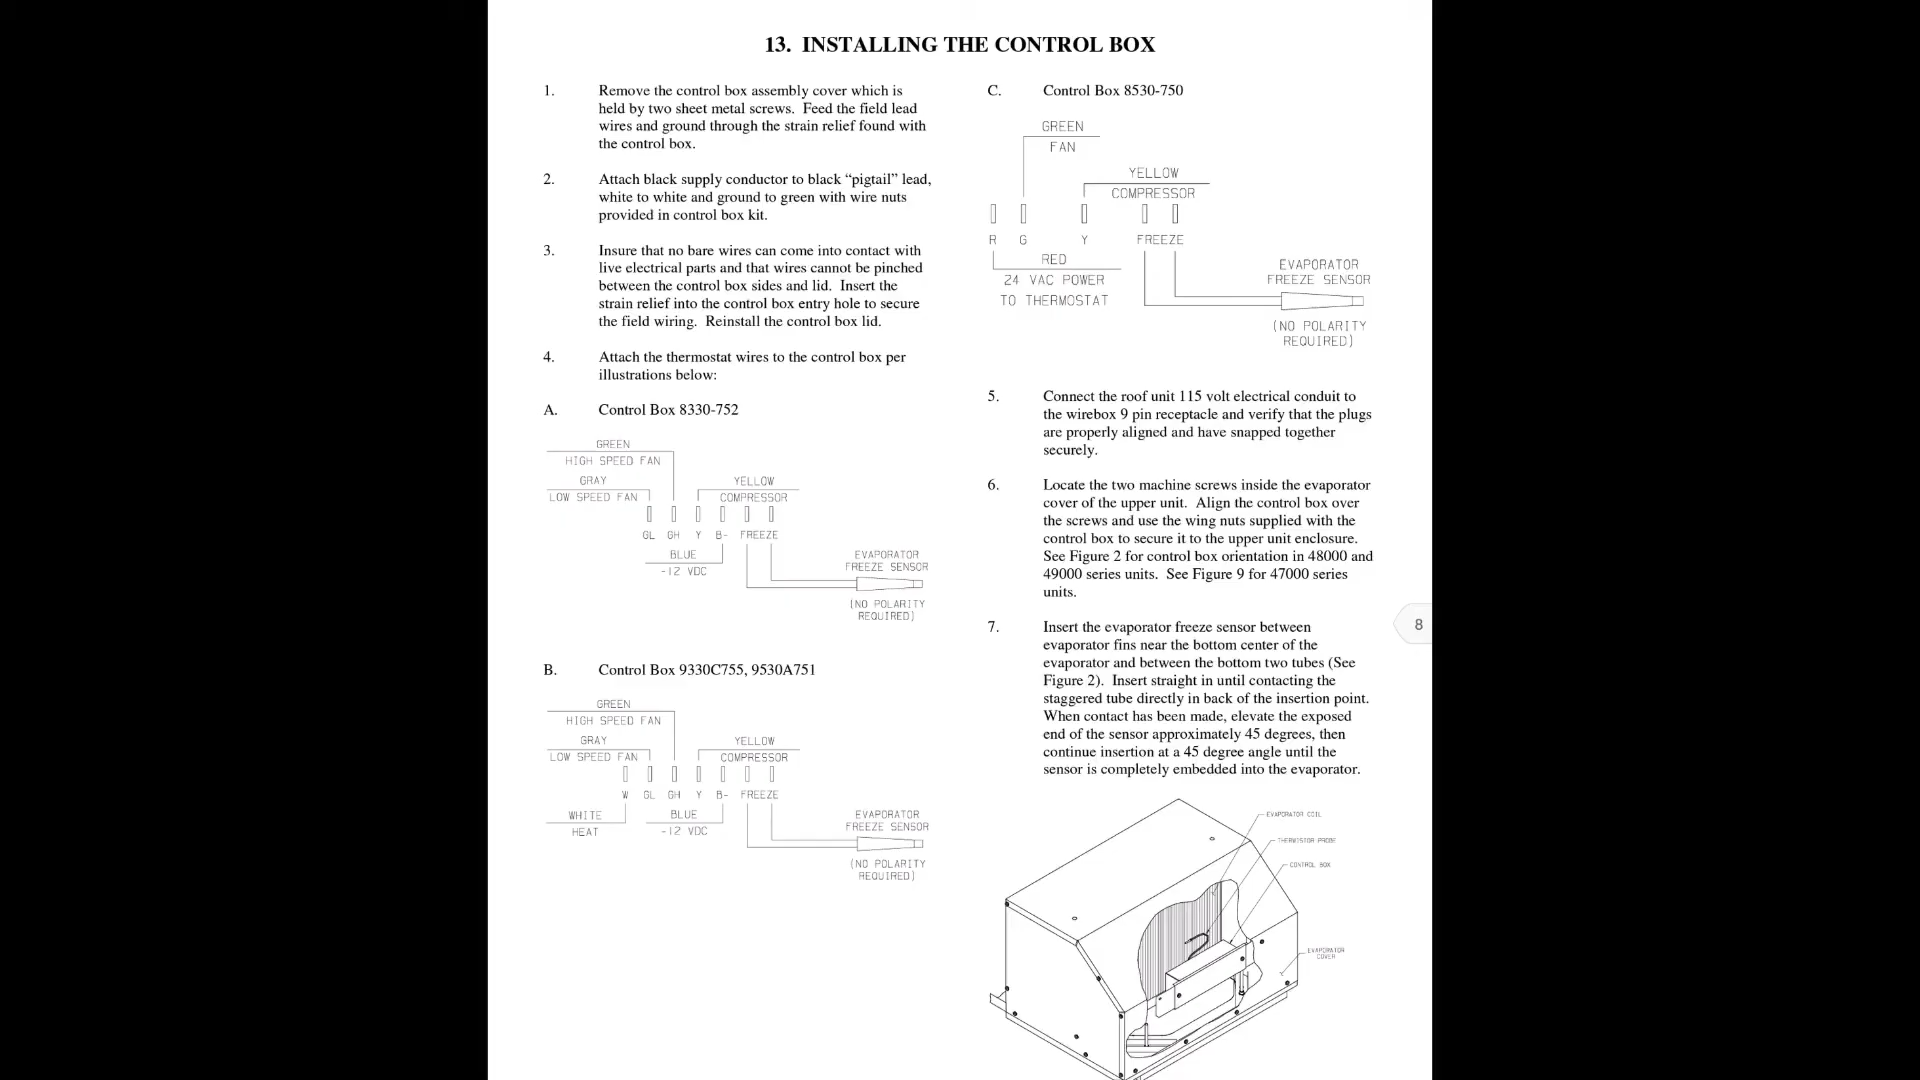 13. INSTALLING THE CONTROL BOX
1. Remove the control box assembly cover which is
held by two sheet metal screws. Feed the field lead
wires and ground through the strain relief found with
the control box.
2. Attach black supply conductor to black “pigtail” lead,
white to white and ground to green with wire nuts
provided in control box kit.
3. Insure that no bare wires can come into contact with
live electrical parts and that wires cannot be pinched
between the control box sides and lid. Insert the
strain relief into the control box entry hole to secure
the field wiring. Reinstall the control box lid.
4. Attach the thermostat wires to the control box per
illustrations below:
A. Control Box 8330-752
GREEN
HIGH SPEED FAN
GRAY
LOW SPEED FAN
YELLOW
COMPRESSOR
GL GH Y B- FREEZE
BLUE
-12 VDC
EVAPORATOR
FREEZE SENSOR
(NO POLARITY
REQUIRED)
B. Control Box 9330C755, 9530A751
GREEN
HIGH SPEED FAN
GRAY
LOW SPEED FAN
YELLOW
COMPRESSOR
W GL GH Y B- FREEZE
WHITE
HEAT
BLUE
-12 VDC
EVAPORATOR
FREEZE SENSOR
(NO POLARITY
REQUIRED)
C. Control Box 8530-750
GREEN
FAN
YELLOW
COMPRESSOR
R G Y FREEZE
RED
24 VAC POWER
TO THERMOSTAT
EVAPORATOR
FREEZE SENSOR
(NO POLARITY
REQUIRED)
5. Connect the roof unit 115 volt electrical conduit to
the wirebox 9 pin receptacle and verify that the plugs
are properly aligned and have snapped together
securely.
6. Locate the two machine screws inside the evaporator
cover of the upper unit. Align the control box over
the screws and use the wing nuts supplied with the
control box to secure it to the upper unit enclosure.
See Figure 2 for control box orientation in 48000 and
49000 series units. See Figure 9 for 47000 series
units.
7. Insert the evaporator freeze sensor between
evaporator fins near the bottom center of the
evaporator and between the bottom two tubes (See
Figure 2). Insert straight in until contacting the
staggered tube directly in back of the insertion point.
When contact has been made, elevate the exposed
end of the sensor approximately 45 degrees, then
continue insertion at a 45 degree angle until the
sensor is completely embedded into the evaporator.
EVAPORATOR COIL
THERMISTOR PROBE
CONTROL BOX
EVAPORATOR
COVER
8